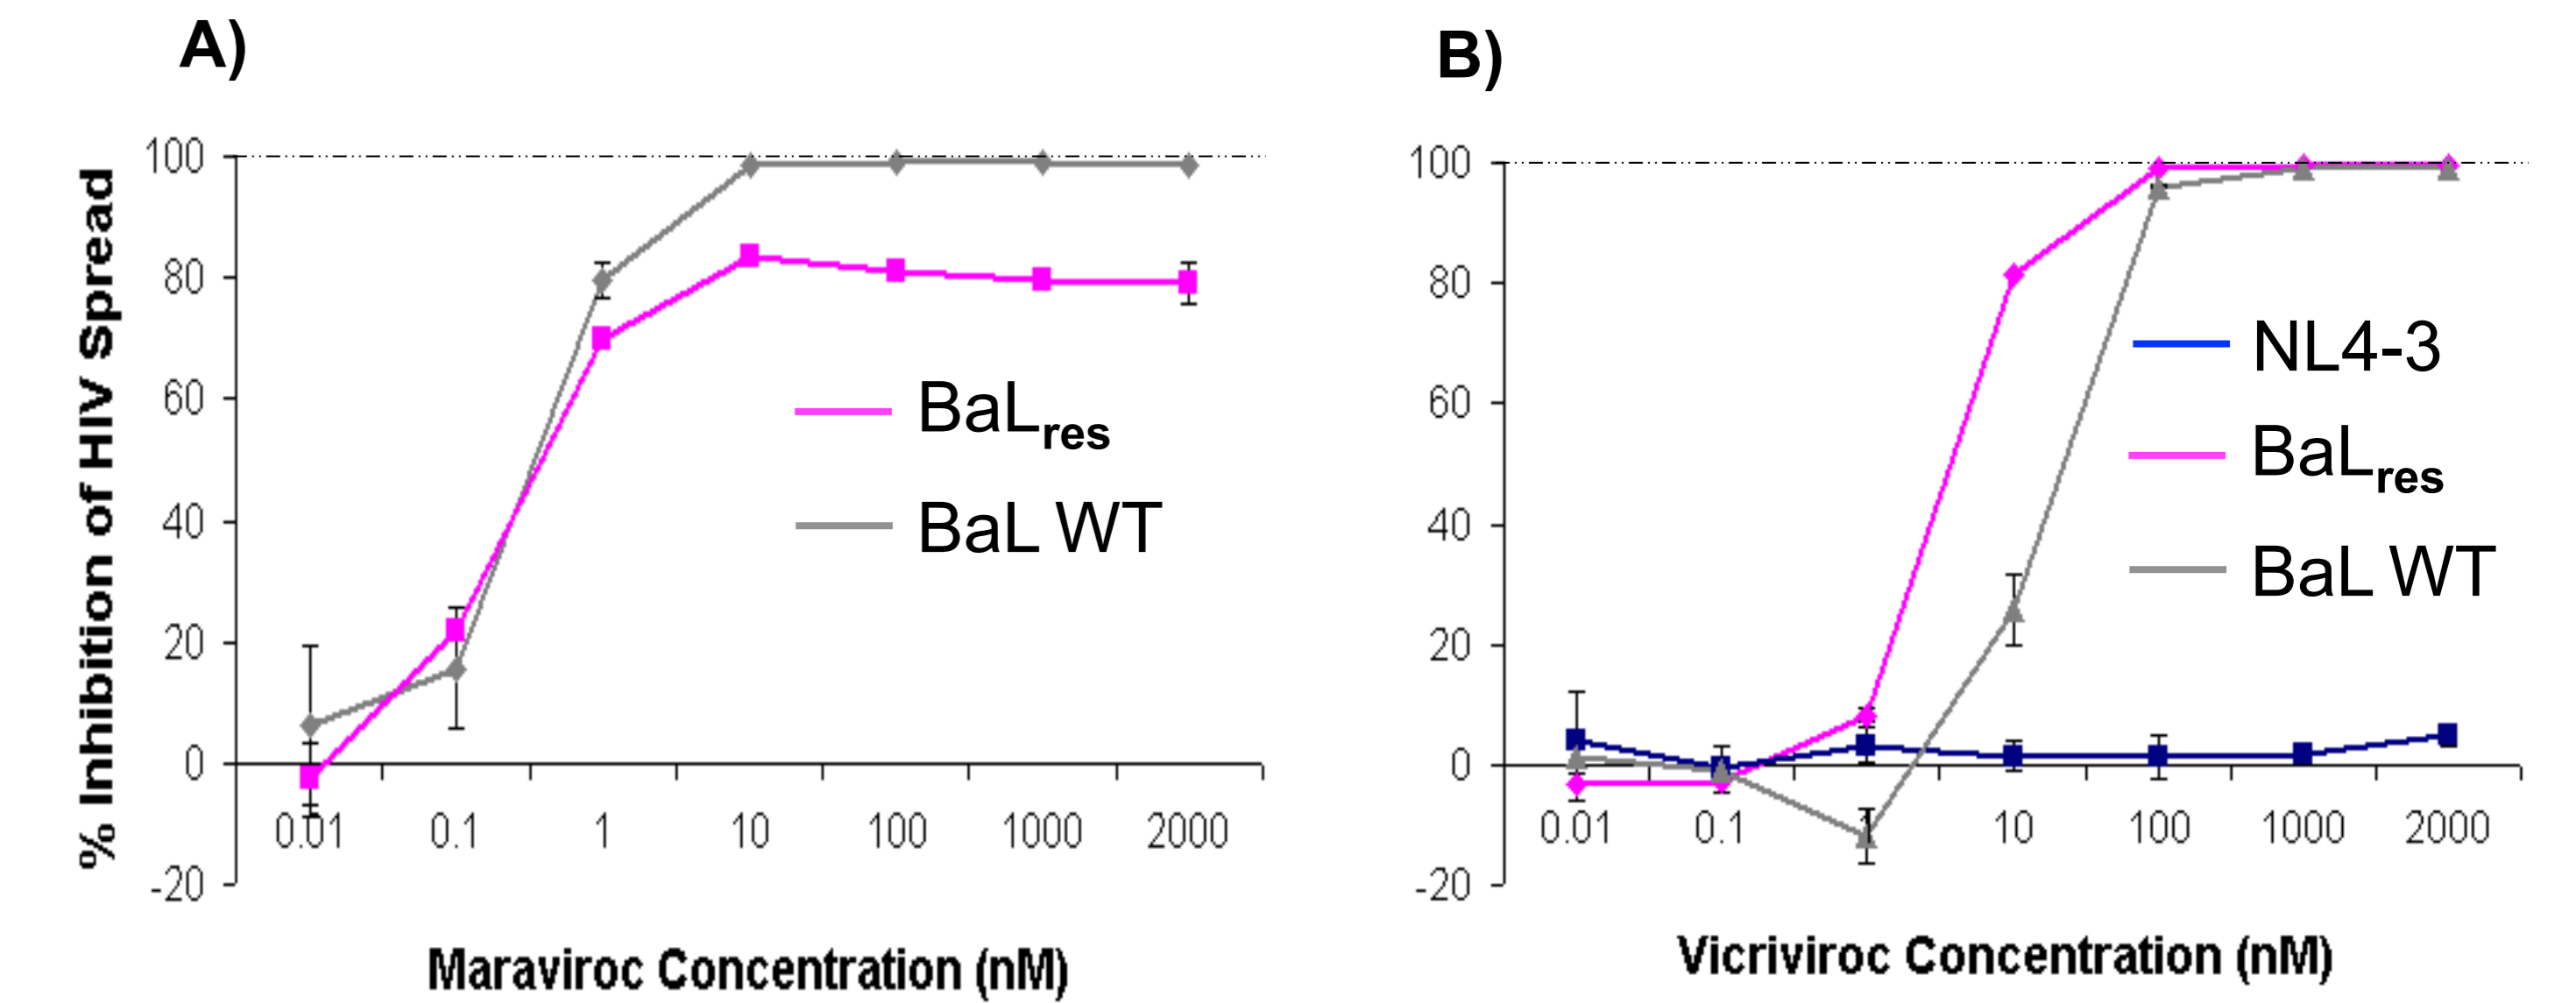 A)
% Inhibition of HIV Spread
100
80
60
40
20
0
-20
0.01 0.1 1 10 100 1000 2000
BaLres
BaL WT
Maraviroc Concentration (nM)
B)
100
80
60
40
20
0
-20
0.01 0.1 1 10 100 1000 2000
NL4-3
BaLres
BaL WT
Vicriviroc Concentration (nM)